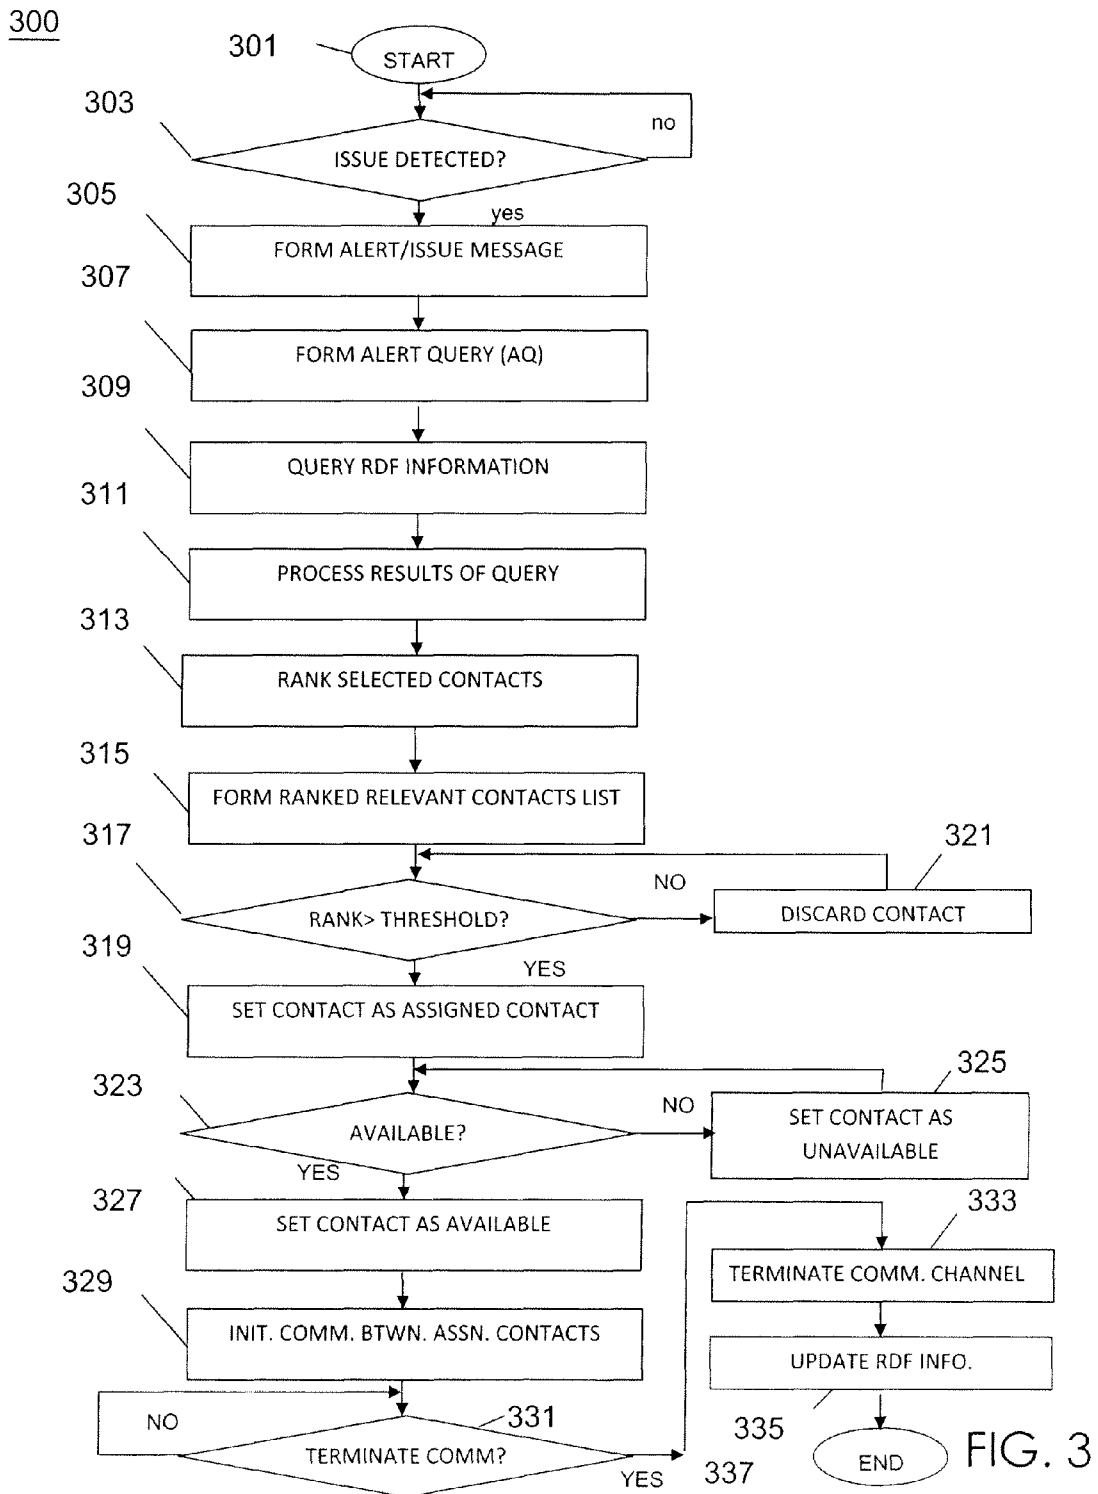 300
301
START
303
no
ISSUE DETECTED?
305
yes
FORM ALERT/ISSUE MESSAGE
307
FORM ALERT QUERY (AQ)
309
QUERY RDF INFORMATION
311
PROCESS RESULTS OF QUERY
313
RANK SELECTED CONTACTS
315
FORM RANKED RELEVANT CONTACTS LIST
317
321
NO
RANK> THRESHOLD?
DISCARD CONTACT
319
YES
SET CONTACT AS ASSIGNED CONTACT
323
325
NO
AVAILABLE?
SET CONTACT AS
UNAVAILABLE
YES
327
SET CONTACT AS AVAILABLE
333
329
TERMINATE COMM. CHANNEL
INIT. COMM. BTWN. ASSN. CONTACTS
UPDATE RDF INFO.
NO
331
335
TERMINATE COMM?
YES
337
END
FIG. 3